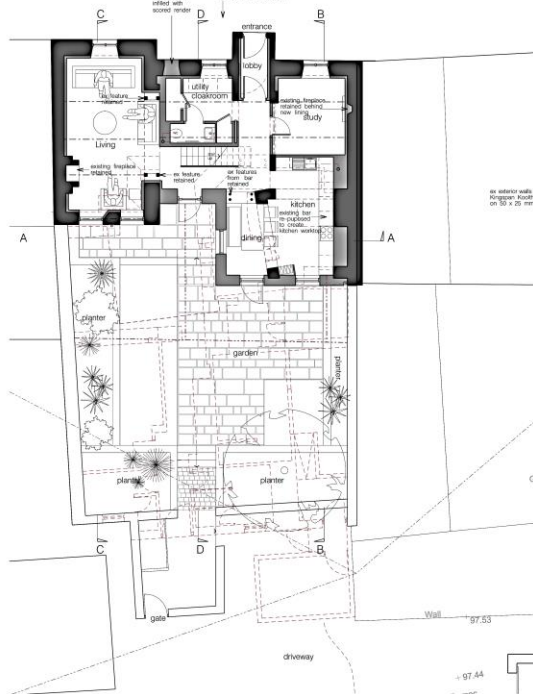 infilled with
scored render
C
D
B
entrance
lobby
utility
cloakroom
ex feature
retained
existing fireplace
retained behind
new lining
study
Living
existing fireplace
retained
ex feature
retained
ex features
from bar
retained
kitchen
existing bar
re-puposed
to create
kitchen worktop
dining
ex exterior walls
Kingspan Kooth
on 50 x 25 mm
A
A
planter
garden
planter
planter
planter
C
D
B
gate
Wall
97.53
driveway
97.44